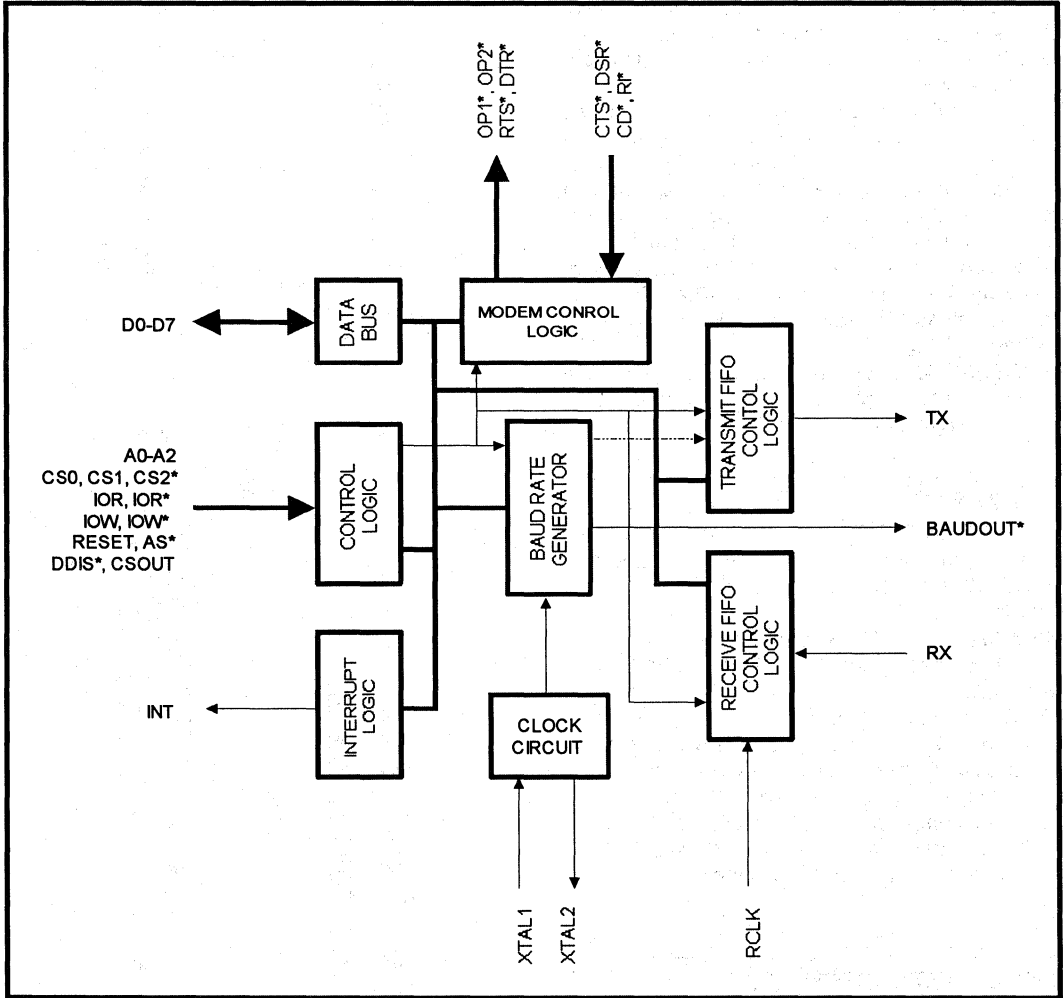 OP1*, OP2*
RTS*, DTR*
CTS*, DSR*
CD*, RI*
D0-D7
DATA
BUS
MODEM CONROL
LOGIC
TRANSMIT FIFO
CONTOL
LOGIC
TX
A0-A2
CS0, CS1, CS2*
IOR, IOR*
IOW, IOW*
RESET, AS*
DDIS*, CSOUT
CONTROL
LOGIC
BAUD RATE
GENERATOR
BAUDOUT*
RECEIVE FIFO
CONTROL
LOGIC
RX
INT
INTERRUPT
LOGIC
CLOCK
CIRCUIT
XTAL1
XTAL2
RCLK